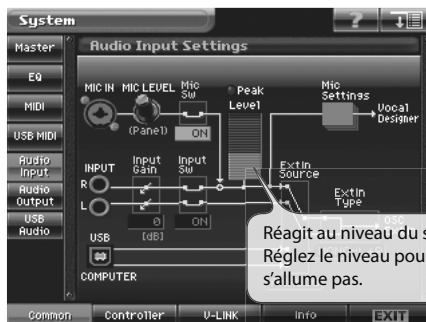 System
?
Master
Audio Input Settings
EQ
MIDI
USB MIDI
Audio Input
Audio Output
USB Audio
MIC IN
MIC LEVEL
Mic Sw
Peak
Level
Mic Settings
Vocal Designer
(Panel)
ON
INPUT
Input Gain
Input Sw
R
L
0
[dB]
ON
ExtIn Source
ExtIn Type
USB
COMPUTER
Réagit au niveau du
Réglez le niveau
s'allume pas.
Common
Controller
V-LINK
Info
EXIT